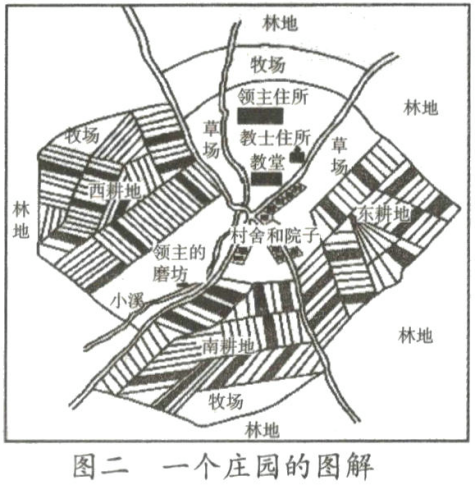 林地
牧场
林地
领主住所
草场
教士住所
草场
教堂
牧场
西耕地
东耕地
林地
村舍和院子
领主的
磨坊
小溪
林地
南耕地
牧场
林地
图二 一个庄园的图解